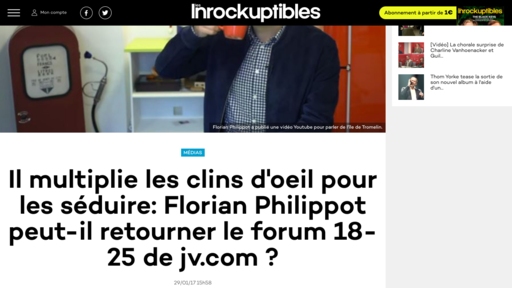 Mon compte
les
inrockuptibles
Abonnement à partir de 1€
inrockuptibles
[Vidéo] La chorale surprise de
Charline Vanhoenacker et
Guil...
Thom Yorke tease la sortie de
son nouvel album à l'aide
d'un...
Florian Philippot a publié une vidéo Youtube pour parler de l'île de Tromelin.
MÉDIAS
Il multiplie les clins d'oeil pour
les séduire: Florian Philippot
peut-il retourner le forum 18-
25 de jv.com ?
29/01/17 15h58